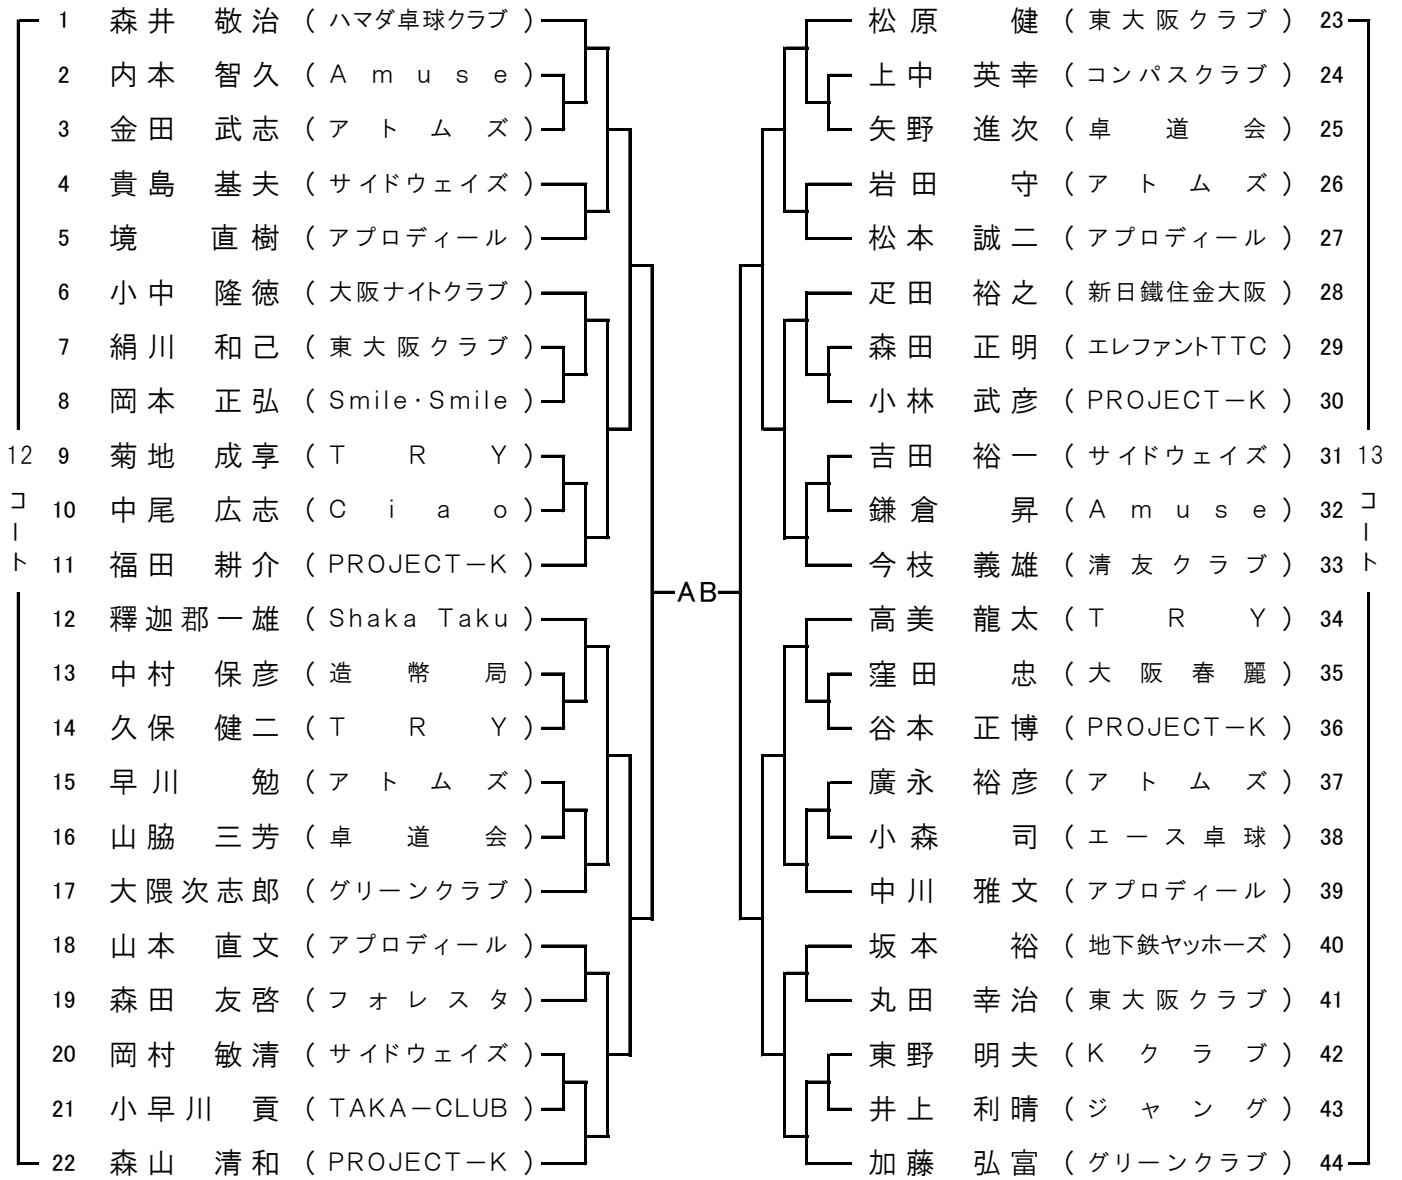 1 森井 敬治 (ハマダ卓球クラブ)
2 内本 智久 (Amuse)
3 金田 武志 (アトムズ)
4 貴島 基夫 (サイドウェイズ)
5 境 直樹 (アプロディール)
6 小中 隆徳 (大阪ナイトクラブ)
7 絹川 和己 (東大阪クラブ)
8 岡本 正弘 (Smile・Smile)
9 菊地 成享 (TRY)
10 中尾 広志 (Ciao)
11 福田 耕介 (PROJECT－K)
12 釋迦郡一雄 (Shaka Taku)
13 中村 保彦 (造幣局)
14 久保 健二 (TRY)
15 早川 勉 (アトムズ)
16 山脇 三芳 (卓道会)
17 大隈次志郎 (グリーンクラブ)
18 山本 直文 (アプロディール)
19 森田 友啓 (フォレスタ)
20 岡村 敏清 (サイドウェイズ)
21 小早川 貢 (TAKA－CLUB)
22 森山 清和 (PROJECT－K)
12コート
AB
松原 健 (東大阪クラブ) 23
上中 英幸 (コンパスクラブ) 24
矢野 進次 (卓道会) 25
岩田 守 (アトムズ) 26
松本 誠二 (アプロディール) 27
疋田 裕之 (新日鐵住金大阪) 28
森田 正明 (エレファントTTC) 29
小林 武彦 (PROJECT－K) 30
吉田 裕一 (サイドウェイズ) 31
鎌倉 昇 (Amuse) 32
今枝 義雄 (清友クラブ) 33
高美 龍太 (TRY) 34
窪田 忠 (大阪春麗) 35
谷本 正博 (PROJECT－K) 36
廣永 裕彦 (アトムズ) 37
小森 司 (エース卓球) 38
中川 雅文 (アプロディール) 39
坂本 裕 (地下鉄ヤッホーズ) 40
丸田 幸治 (東大阪クラブ) 41
東野 明夫 (Kクラブ) 42
井上 利晴 (ジャング) 43
加藤 弘富 (グリーンクラブ) 44
13コート